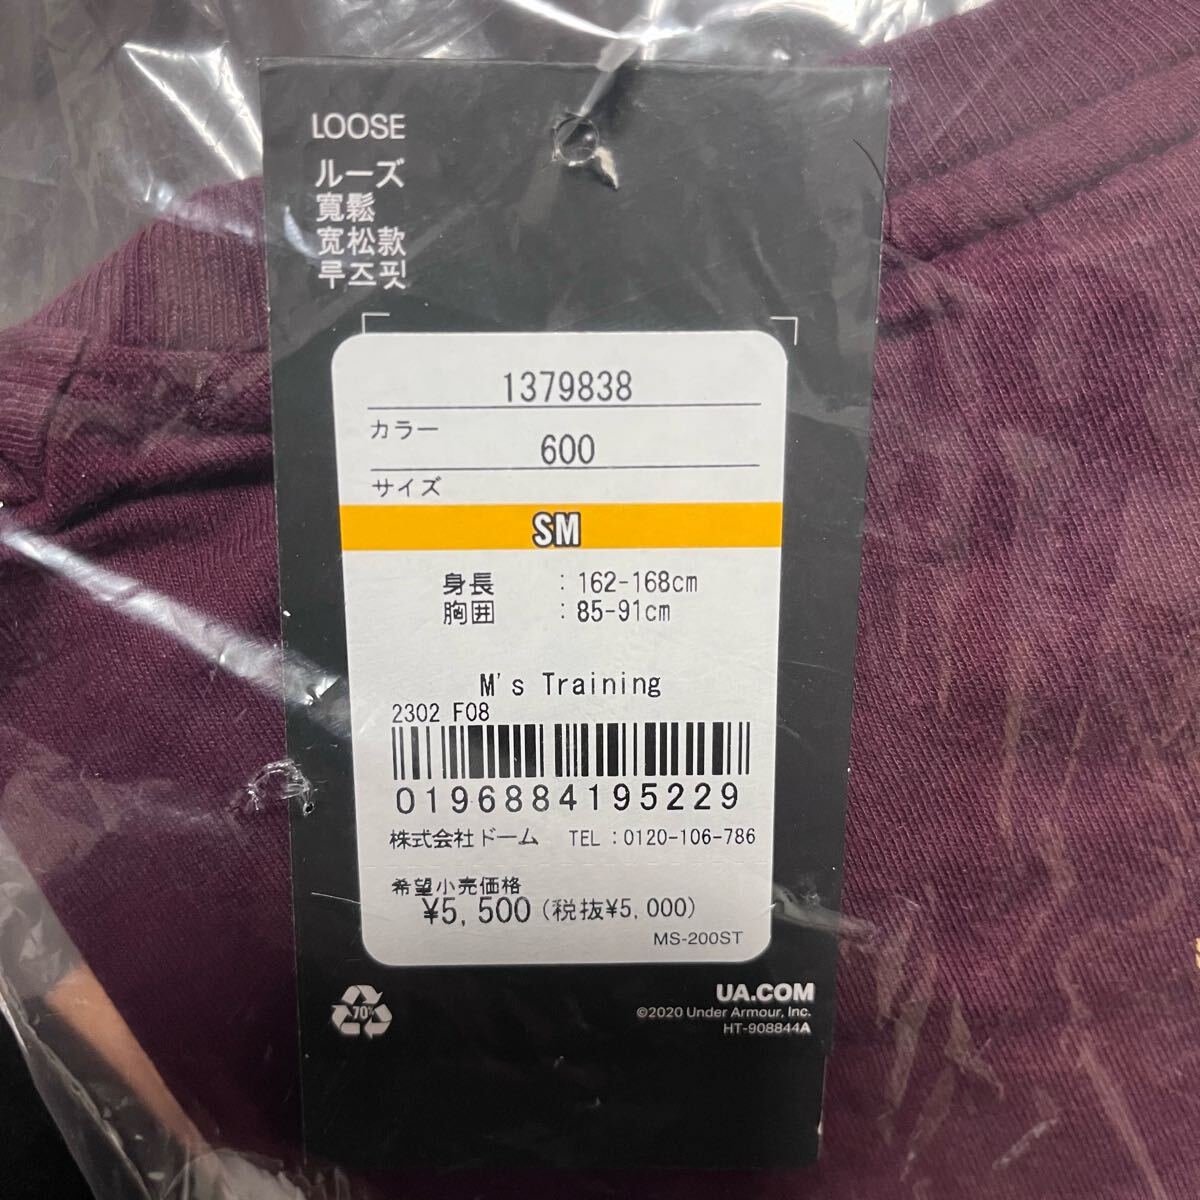 LOOSE
ルーズ
寬鬆
宽松款
루즈핏
1379838
カラー
600
サイズ
SM
身長 : 162-168cm
胸囲 : 85-91cm
M's Training
2302 F08
0196884195229
株式会社ドーム TEL:0120-106-786
希望小売価格
¥5,500(税抜¥5,000)
MS-200ST
70%
UA.COM
©2020 Under Armour, Inc.
HT-908844A